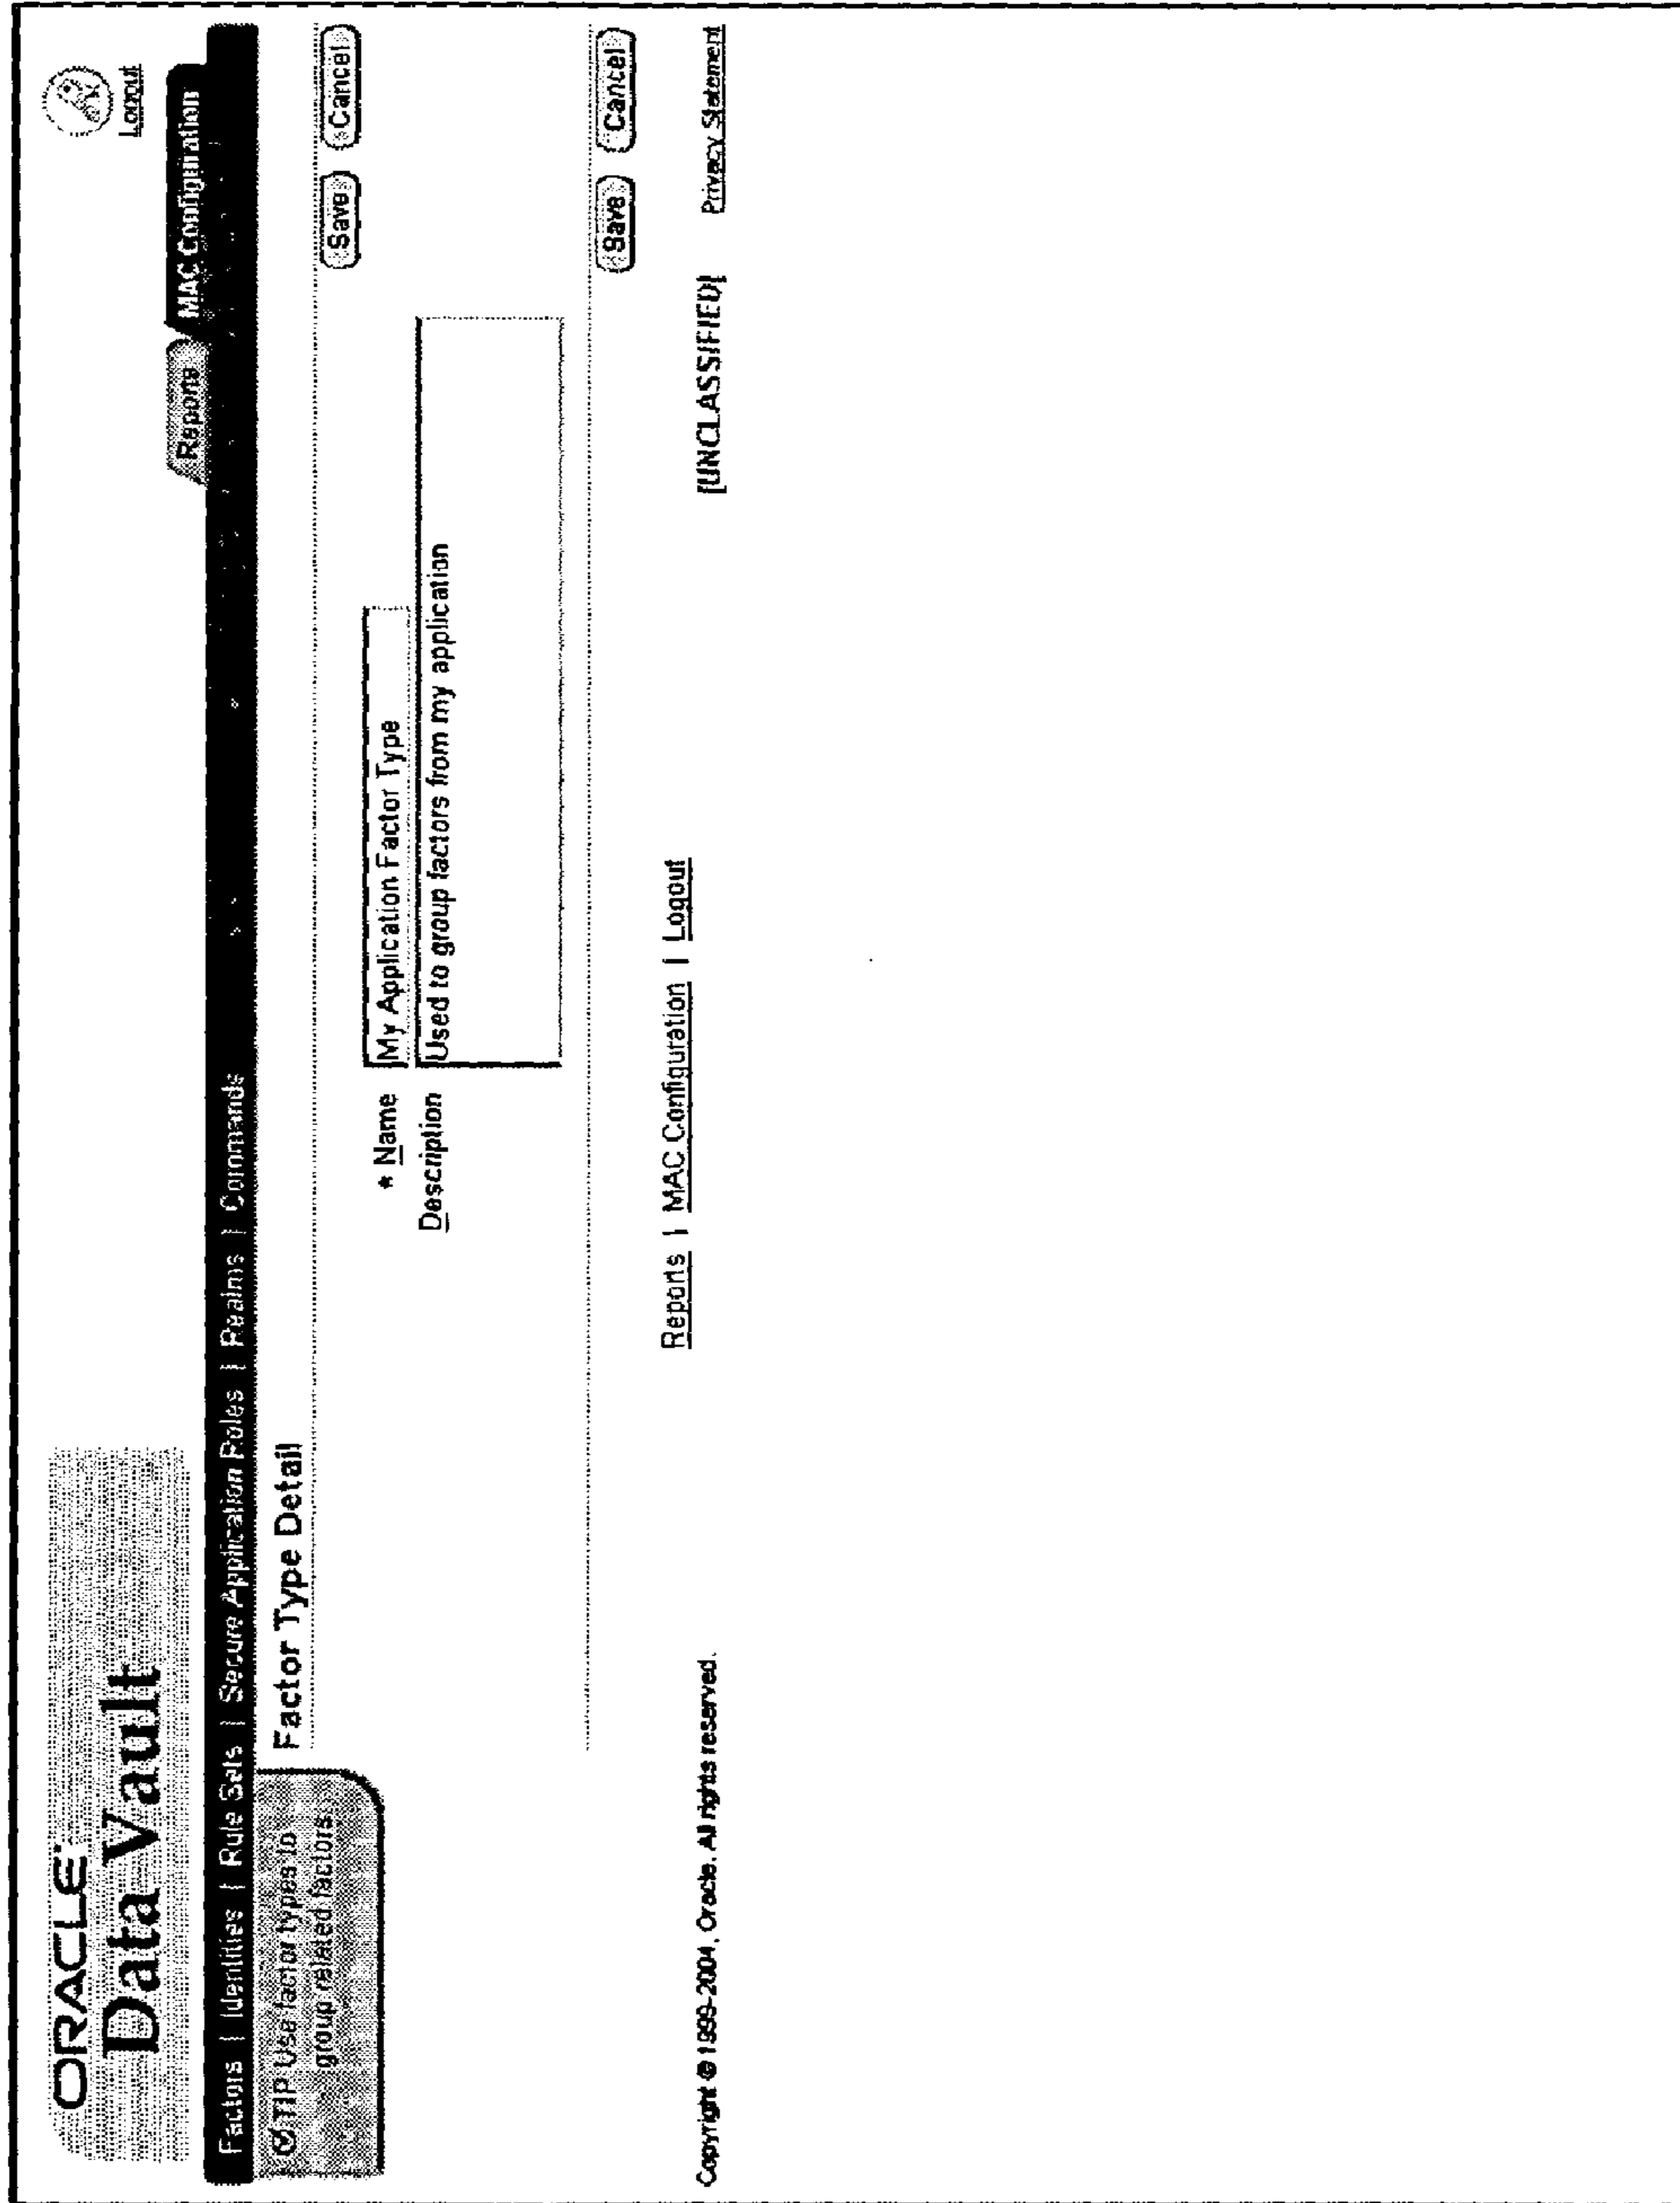 ORACLE
Data Vault
Logout
Reports MAC Configuration
Factors | Identities | Rule Sets | Secure Application Roles | Realms | Commands
TIP Use factor types to
group related factors.
Factor Type Detail
Save Cancel
* Name My Application Factor Type
Description Used to group factors from my application
Save Cancel
Reports | MAC Configuration | Logout
Copyright © 1999-2004, Oracle. All rights reserved. [UNCLASSIFIED] Privacy Statement